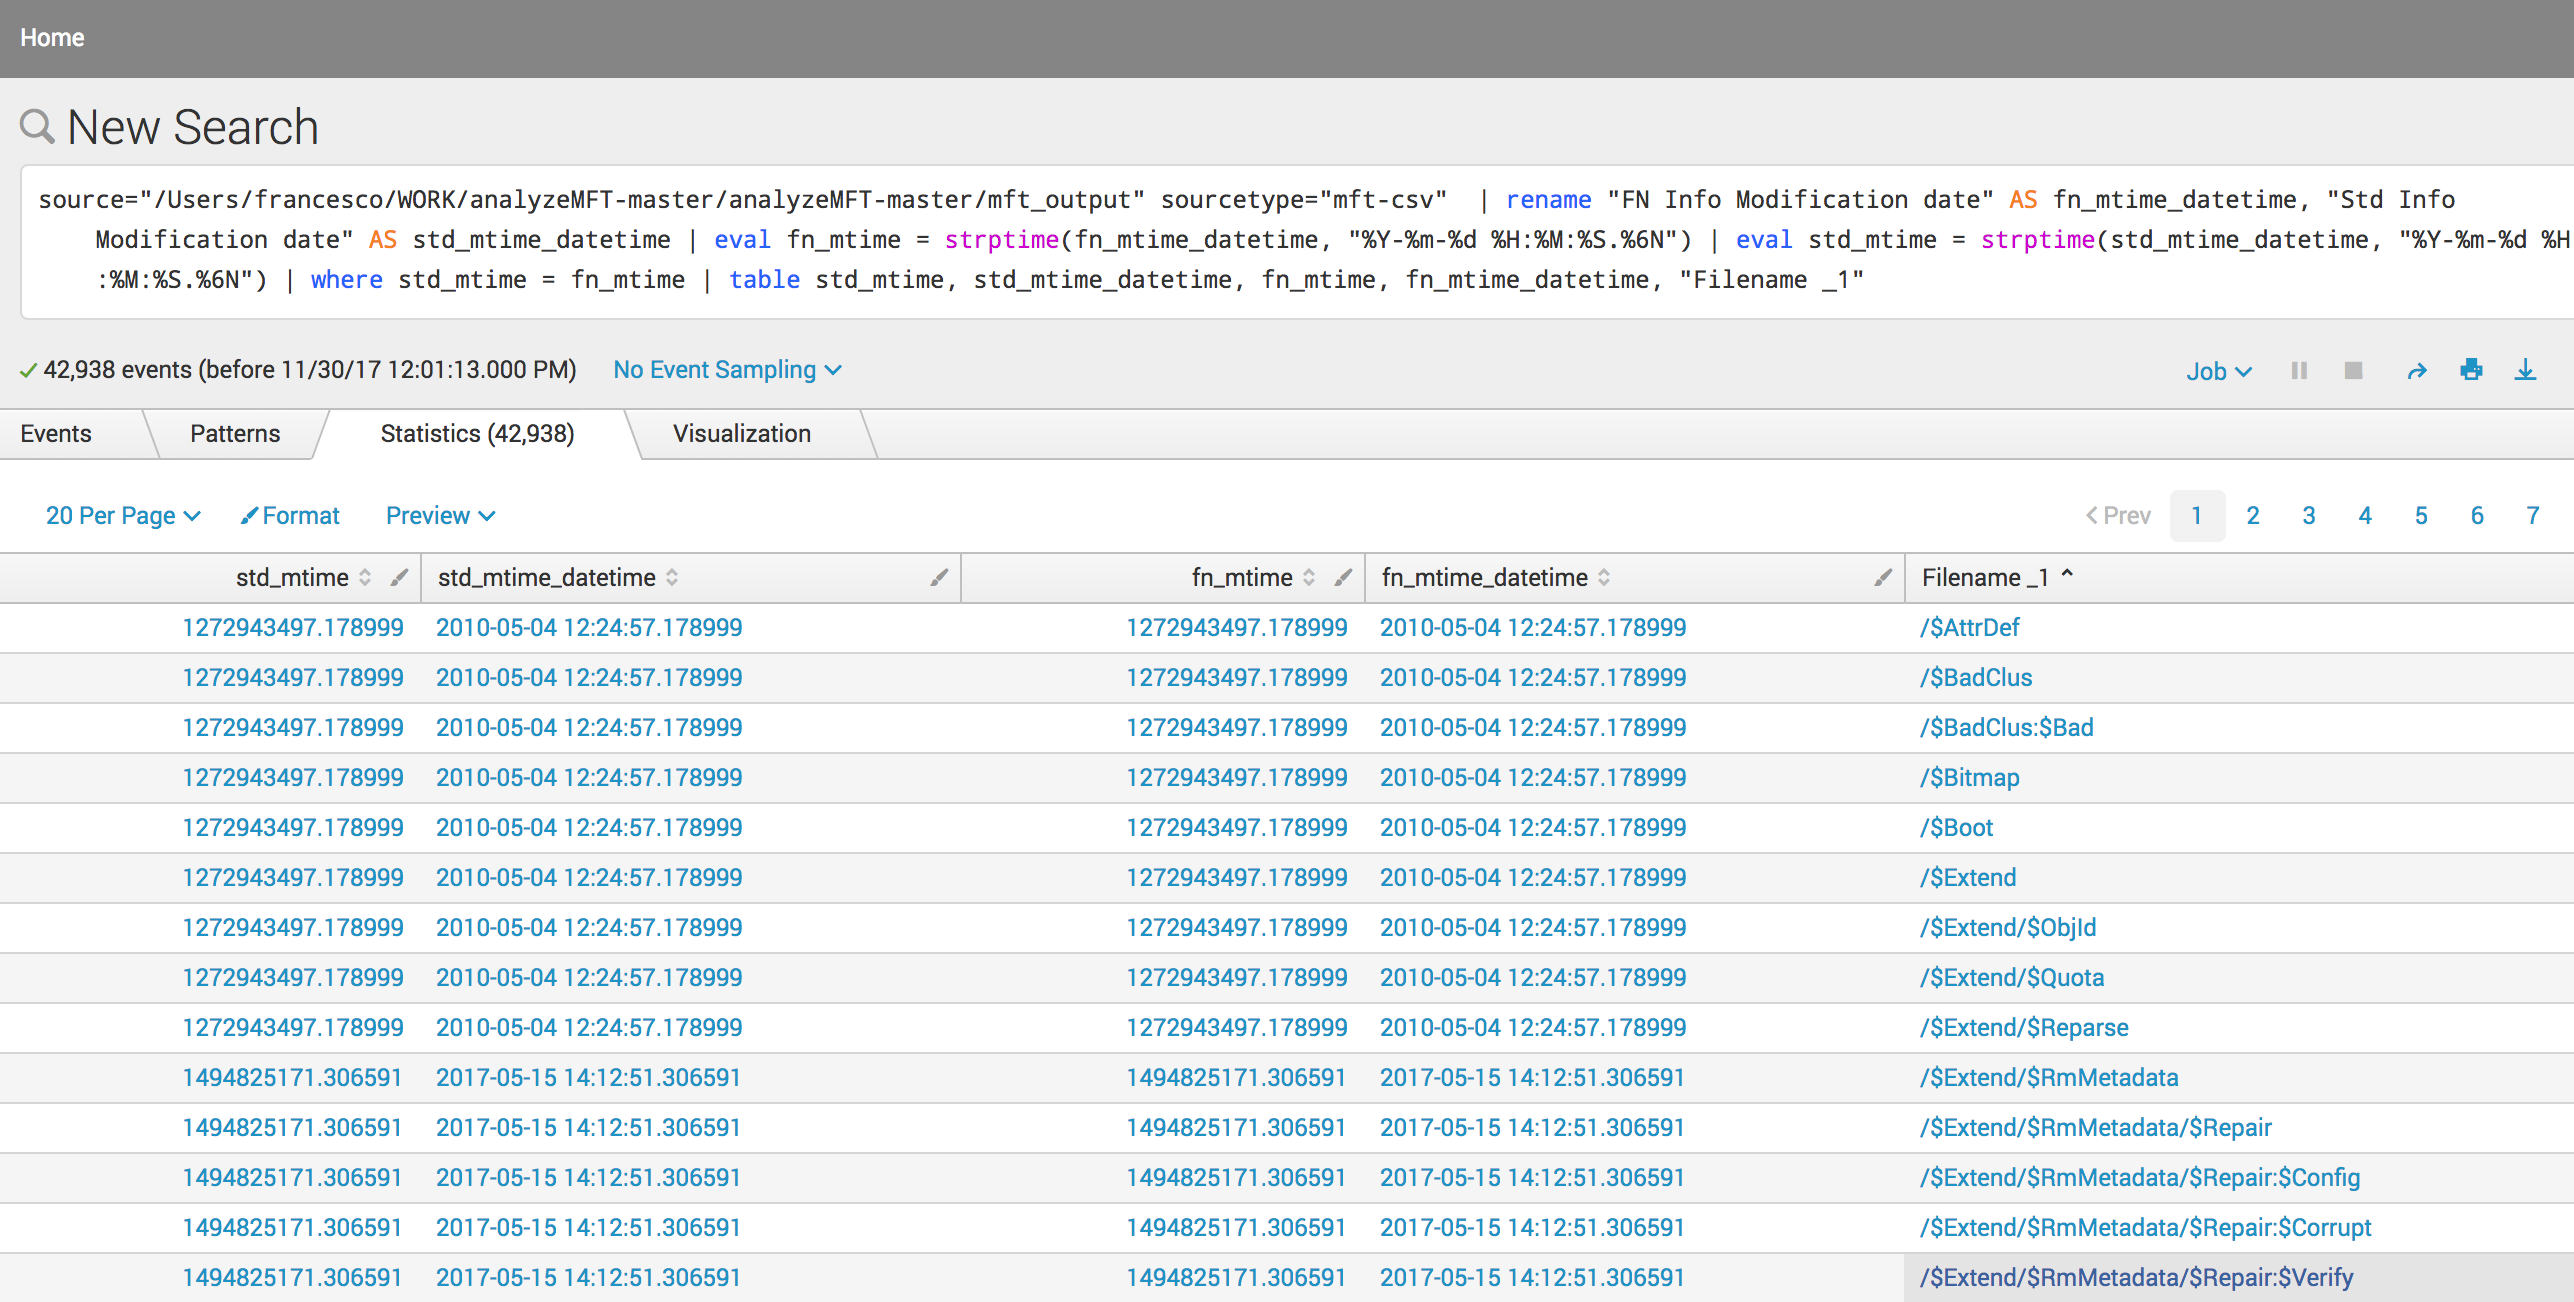 Home
New Search
source="/Users/francesco/WORK/analyzeMFT-master/analyzeMFT-master/mft_output" sourcetype="mft-csv"  | rename "FN Info Modification date" AS fn_mtime_datetime, "Std Info
Modification date" AS std_mtime_datetime | eval fn_mtime = strptime(fn_mtime_datetime, "%Y-%m-%d %H:%M:%S.%6N") | eval std_mtime = strptime(std_mtime_datetime, "%Y-%m-%d %H
:%M:%S.%6N") | where std_mtime = fn_mtime | table std_mtime, std_mtime_datetime, fn_mtime, fn_mtime_datetime, "Filename _1"
42,938 events (before 11/30/17 12:01:13.000 PM) No Event Sampling Job
Events Patterns Statistics (42,938) Visualization
20 Per Page Format Preview < Prev 1 2 3 4 5 6 7
std_mtime std_mtime_datetime fn_mtime fn_mtime_datetime Filename _1
1272943497.178999 2010-05-04 12:24:57.178999 1272943497.178999 2010-05-04 12:24:57.178999 /$AttrDef
1272943497.178999 2010-05-04 12:24:57.178999 1272943497.178999 2010-05-04 12:24:57.178999 /$BadClus
1272943497.178999 2010-05-04 12:24:57.178999 1272943497.178999 2010-05-04 12:24:57.178999 /$BadClus:$Bad
1272943497.178999 2010-05-04 12:24:57.178999 1272943497.178999 2010-05-04 12:24:57.178999 /$Bitmap
1272943497.178999 2010-05-04 12:24:57.178999 1272943497.178999 2010-05-04 12:24:57.178999 /$Boot
1272943497.178999 2010-05-04 12:24:57.178999 1272943497.178999 2010-05-04 12:24:57.178999 /$Extend
1272943497.178999 2010-05-04 12:24:57.178999 1272943497.178999 2010-05-04 12:24:57.178999 /$Extend/$ObjId
1272943497.178999 2010-05-04 12:24:57.178999 1272943497.178999 2010-05-04 12:24:57.178999 /$Extend/$Quota
1272943497.178999 2010-05-04 12:24:57.178999 1272943497.178999 2010-05-04 12:24:57.178999 /$Extend/$Reparse
1494825171.306591 2017-05-15 14:12:51.306591 1494825171.306591 2017-05-15 14:12:51.306591 /$Extend/$RmMetadata
1494825171.306591 2017-05-15 14:12:51.306591 1494825171.306591 2017-05-15 14:12:51.306591 /$Extend/$RmMetadata/$Repair
1494825171.306591 2017-05-15 14:12:51.306591 1494825171.306591 2017-05-15 14:12:51.306591 /$Extend/$RmMetadata/$Repair:$Config
1494825171.306591 2017-05-15 14:12:51.306591 1494825171.306591 2017-05-15 14:12:51.306591 /$Extend/$RmMetadata/$Repair:$Corrupt
1494825171.306591 2017-05-15 14:12:51.306591 1494825171.306591 2017-05-15 14:12:51.306591 /$Extend/$RmMetadata/$Repair:$Verify